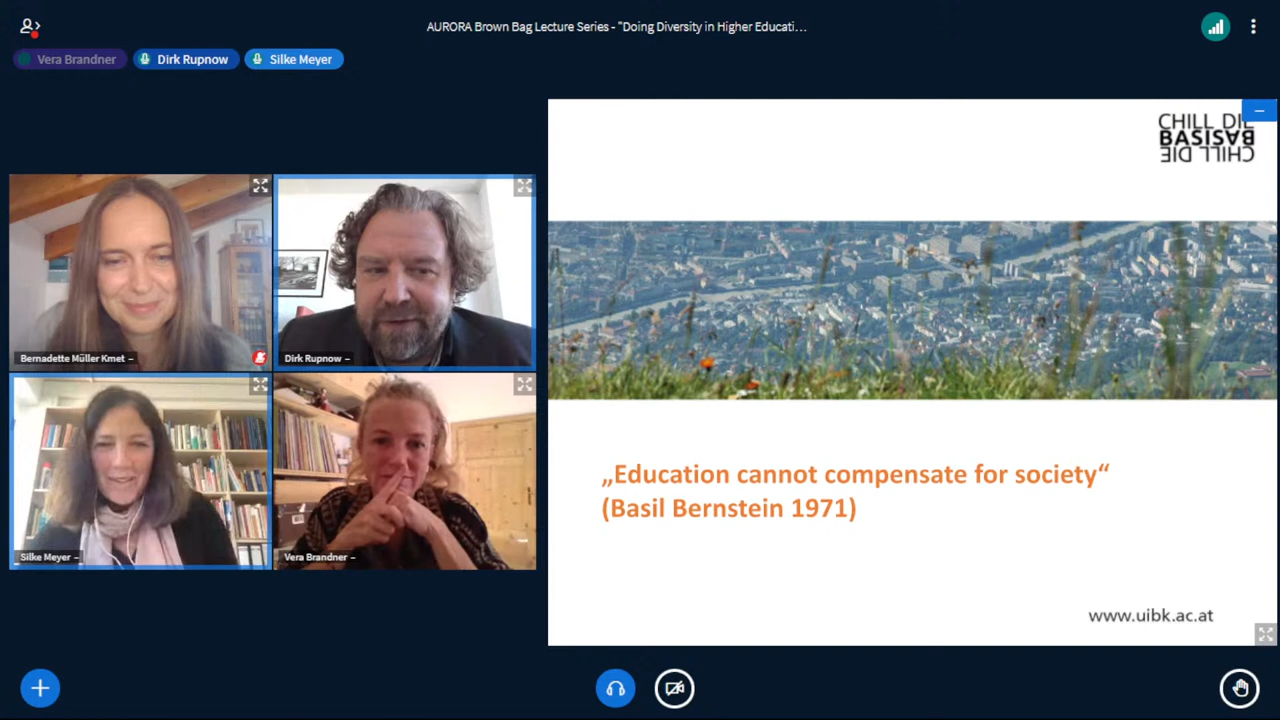 AURORA Brown Bag Lecture Series - "Doing Diversity in Higher Educati...
Vera Brandner
Dirk Rupnow
Silke Meyer
Bernadette Müller Kmet –
Dirk Rupnow –
Silke Meyer –
Vera Brandner –
CHILL DIE
BASIS
BASIS
CHILL DIE
„Education cannot compensate for society“
(Basil Bernstein 1971)
www.uibk.ac.at